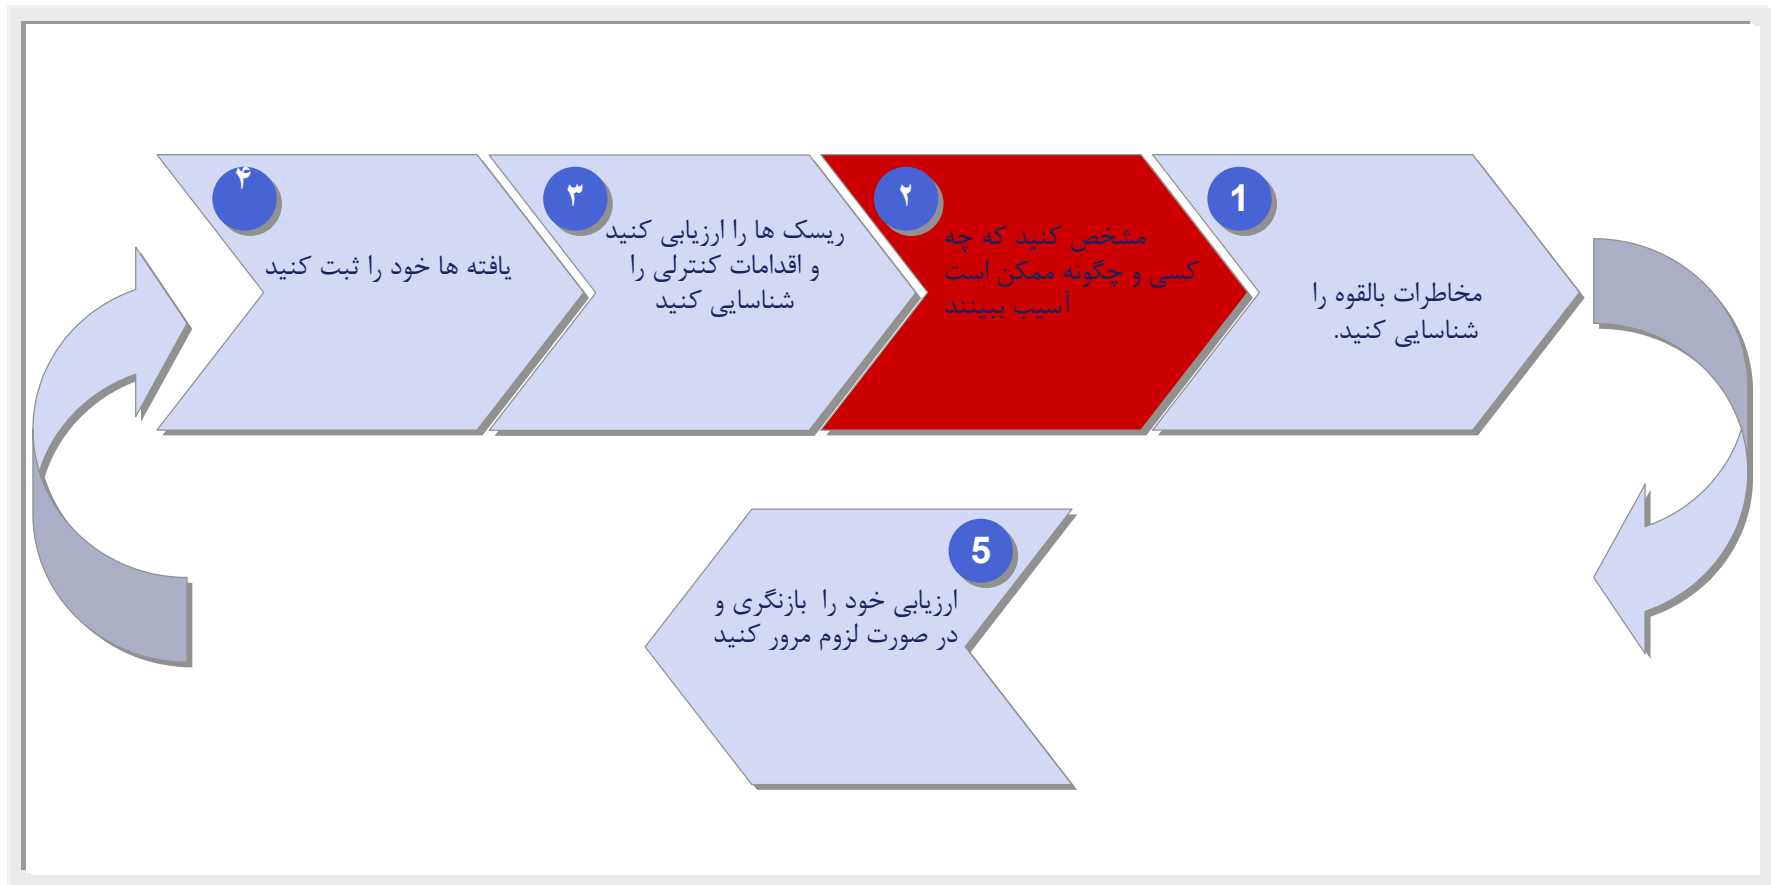 1
مخاطرات بالقوه را
شناسایی کنید.
۲
مشخص کنید که چه
کسی و چگونه ممکن است
آسیب ببینند
۳
ریسک ها را ارزیابی کنید
و اقدامات کنترلی را
شناسایی کنید
۴
یافته ها خود را ثبت کنید
5
ارزیابی خود را بازنگری و
در صورت لزوم مرور کنید